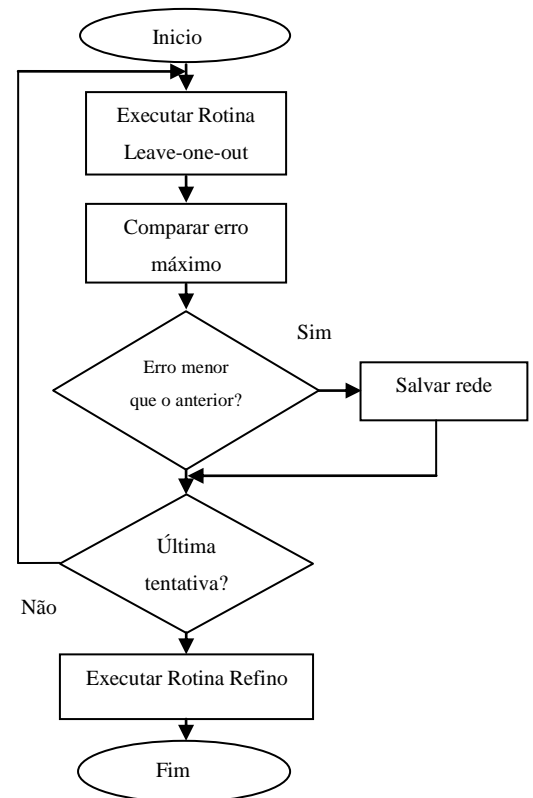 Inicio
Executar Rotina
Leave-one-out
Comparar erro
máximo
Sim
Erro menor
que o anterior?
Salvar rede
Última
tentativa?
Não
Executar Rotina Refino
Fim